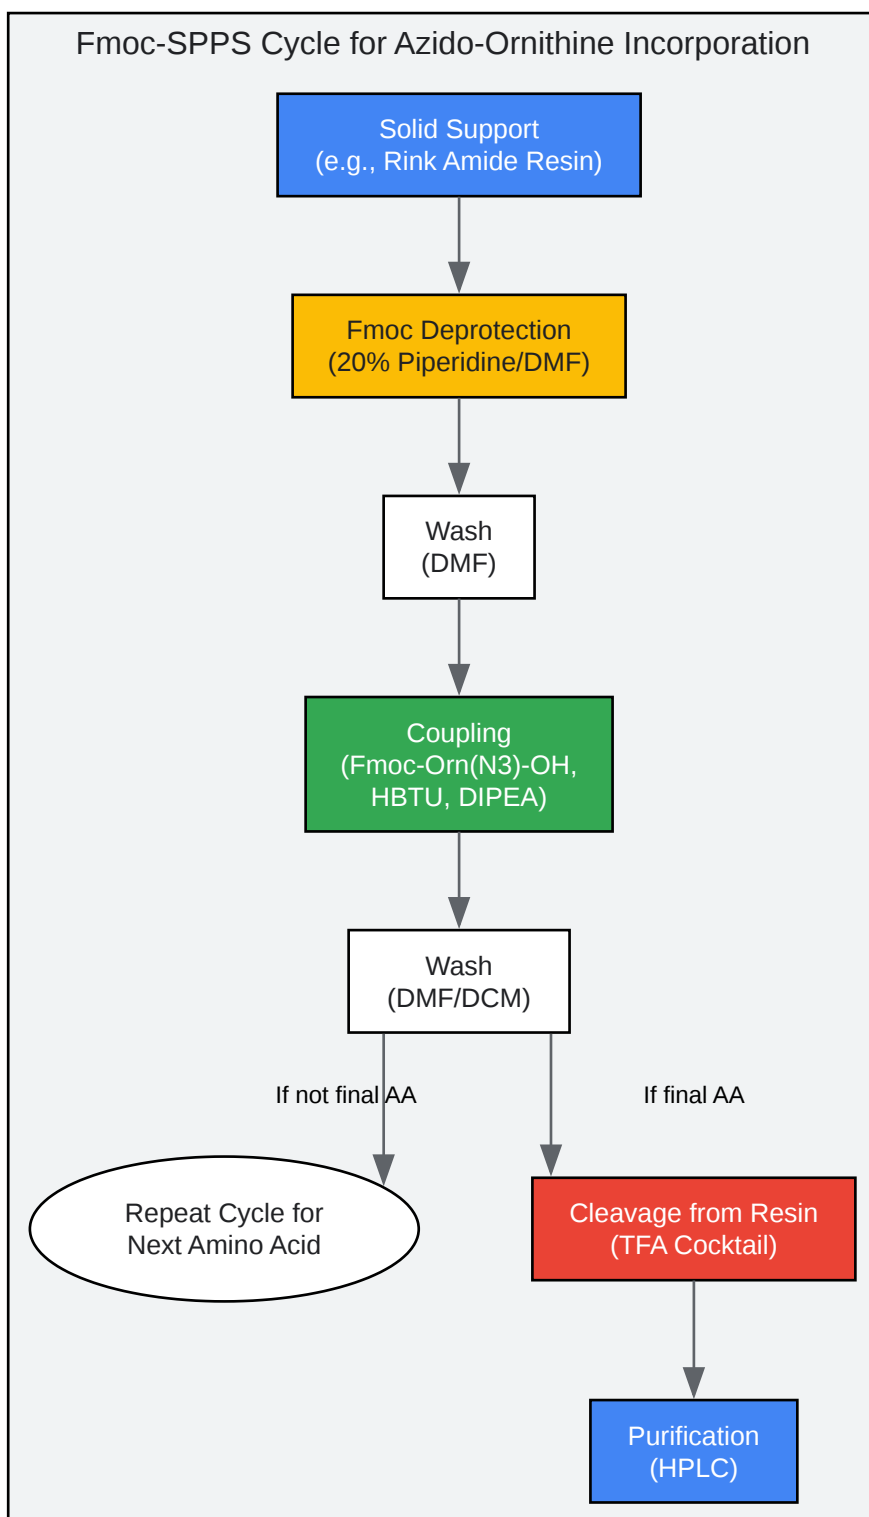 Fmoc-SPPS Cycle for Azido-Ornithine Incorporation
Solid Support
(e.g., Rink Amide Resin)
Fmoc Deprotection
(20% Piperidine/DMF)
Wash
(DMF)
Coupling
(Fmoc-Orn(N3)-OH,
HBTU, DIPEA)
Wash
(DMF/DCM)
If not final AA
If final AA
Repeat Cycle for
Next Amino Acid
Cleavage from Resin
(TFA Cocktail)
Purification
(HPLC)